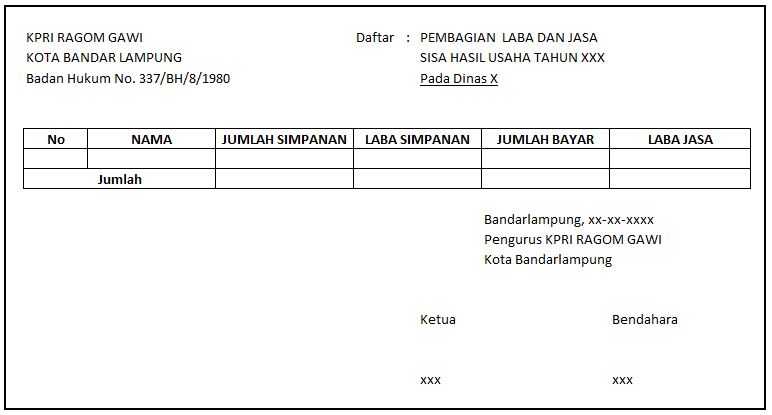 KPRI RAGOM GAWI
KOTA BANDAR LAMPUNG
Badan Hukum No. 337/BH/8/1980
Daftar : PEMBAGIAN LABA DAN JASA
SISA HASIL USAHA TAHUN XXX
Pada Dinas X
No NAMA JUMLAH SIMPANAN LABA SIMPANAN JUMLAH BAYAR LABA JASA
Jumlah
Bandarlampung, xx-xx-xxxx
Pengurus KPRI RAGOM GAWI
Kota Bandarlampung
Ketua Bendahara
xxx xxx